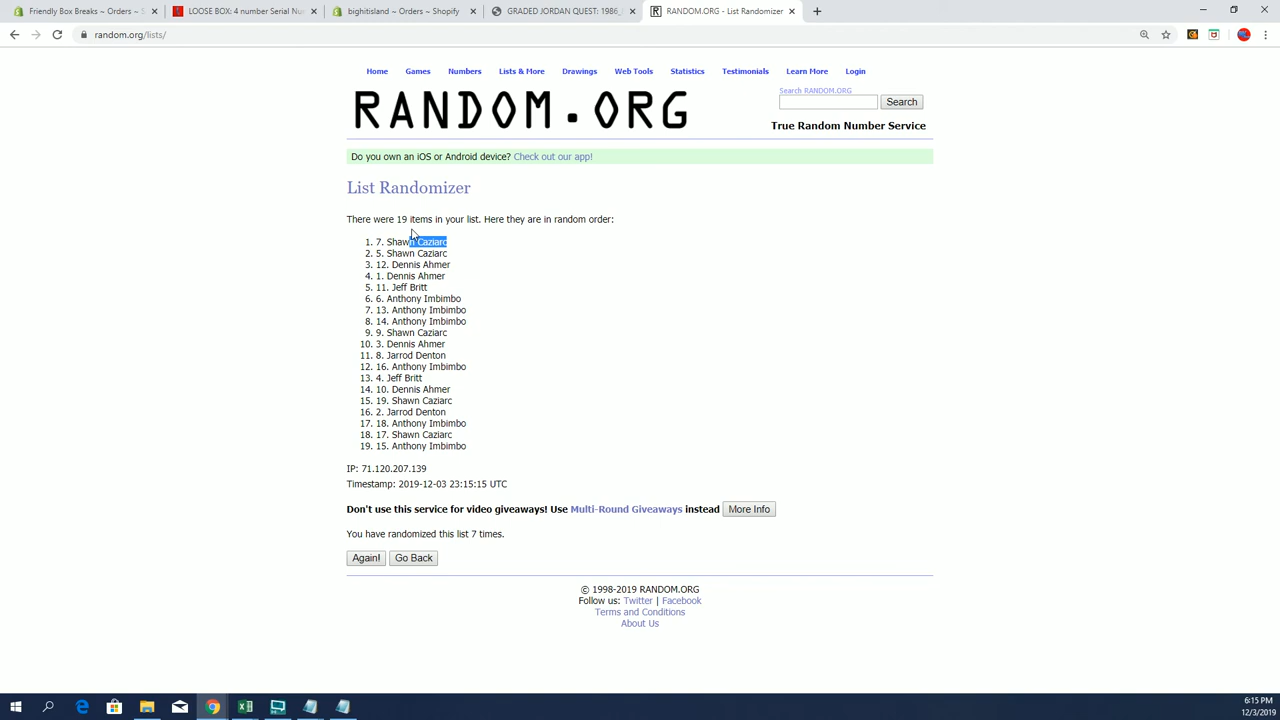 Friendly Box Breaks ~ Orders ~ S
LOOSE BOX: 4 number Serial Nu
bighitisland ~ Orders ~ Shopify
GRADED JORDAN QUEST: 1986_
RANDOM.ORG - List Randomizer
random.org/lists/
Home Games Numbers Lists & More Drawings Web Tools Statistics Testimonials Learn More Login
RANDOM.ORG
Search RANDOM.ORG
Search
True Random Number Service
Do you own an iOS or Android device? Check out our app!
List Randomizer
There were 19 items in your list. Here they are in random order:
1. 7. Shawn Caziarc
2. 5. Shawn Caziarc
3. 12. Dennis Ahmer
4. 1. Dennis Ahmer
5. 11. Jeff Britt
6. 6. Anthony Imbimbo
7. 13. Anthony Imbimbo
8. 14. Anthony Imbimbo
9. 9. Shawn Caziarc
10. 3. Dennis Ahmer
11. 8. Jarrod Denton
12. 16. Anthony Imbimbo
13. 4. Jeff Britt
14. 10. Dennis Ahmer
15. 19. Shawn Caziarc
16. 2. Jarrod Denton
17. 18. Anthony Imbimbo
18. 17. Shawn Caziarc
19. 15. Anthony Imbimbo
IP: 71.120.207.139
Timestamp: 2019-12-03 23:15:15 UTC
Don't use this service for video giveaways! Use Multi-Round Giveaways instead More Info
You have randomized this list 7 times.
Again! Go Back
© 1998-2019 RANDOM.ORG
Follow us: Twitter | Facebook
Terms and Conditions
About Us
6:15 PM
12/3/2019